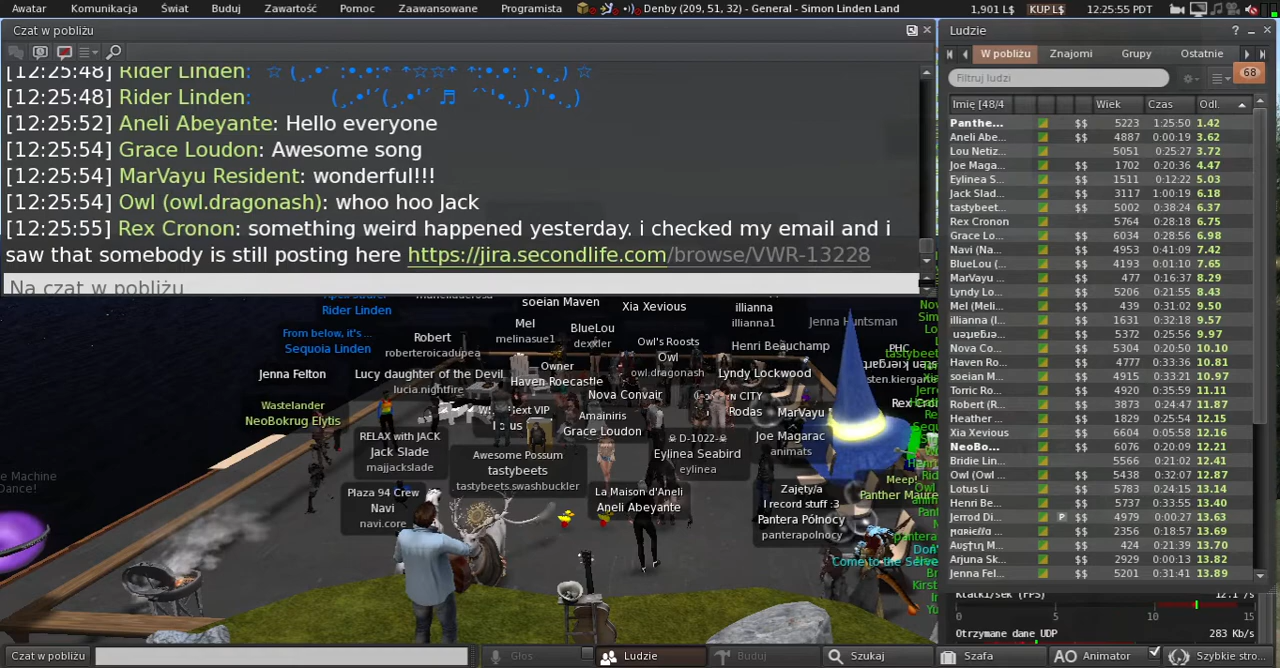 Awatar Komunikacja Świat Buduj Zawartość Pomoc Zaawansowane Programista Denby (209, 51, 32) - General - Simon Linden Land 1,901 L$ KUP L$ 12:25:55 PDT
Czat w pobliżu
[12:25:48] Rider Linden:
[12:25:48] Rider Linden:
[12:25:52] Aneli Abeyante: Hello everyone
[12:25:54] Grace Loudon: Awesome song
[12:25:54] MarVayu Resident: wonderful!!!
[12:25:54] Owl (owl.dragonash): whoo hoo Jack
[12:25:55] Rex Cronon: something weird happened yesterday. i checked my email and i
saw that somebody is still posting here https://jira.secondlife.com/browse/VWR-13228
Na czat w pobliżu
Ludzie
W pobliżu Znajomi Grupy Ostatnie
Filtruj ludzi
68
Imię [48/4 Wiek Czas Odl.
Panthe... $$ 5223 1:25:50 1.42
Aneli Abe... $$ 4887 0:00:19 3.62
Lou Netiz... 5051 0:25:27 3.72
Joe Maga... $$ 1702 0:20:36 4.47
Eylinea S... $$ 1511 0:12:22 5.03
Jack Slad... $$ 3117 1:00:19 6.18
tastybeet... $$ 5002 0:38:24 6.37
Rex Cronon 5764 0:28:18 6.75
Grace Lo... $$ 6034 0:28:56 6.98
Navi (Na... $$ 4953 0:41:09 7.42
BlueLou (... $$ 4193 0:01:10 7.65
MarVayu ... $$ 477 0:16:37 8.29
Lyndy Lo... $$ 5206 0:21:55 8.43
Mel (Meli... $$ 439 0:31:02 9.50
illianna (I... $$ 1631 0:32:18 9.57
$$ 5372 0:25:56 9.97
Nova Co... $$ 5304 0:20:50 10.10
Haven Ro... $$ 4777 0:33:36 10.81
soeian M... $$ 4915 0:33:21 10.97
Torric Ro... $$ 4920 0:35:59 11.11
Robert (R... $$ 3873 0:24:47 11.87
Heather ... $$ 1829 0:25:54 12.15
Xia Xevious $$ 6604 0:05:58 12.16
NeoBo... $$ 6076 0:20:09 12.21
Bridie Lin... 5566 0:21:02 12.41
Owl (Owl ... $$ 5438 0:32:07 12.87
Lotus Li $$ 5783 0:24:15 13.14
Henri Be... $$ 5737 0:33:55 13.40
Jerrod Di... P $$ 4979 0:00:27 13.63
$$ 2356 0:18:57 13.69
$$ 424 0:21:39 13.70
Arjuna Sk... $$ 2929 0:00:13 13.82
Jenna Fel... $$ 5201 0:31:41 13.89
Klatki/sek (FPS) 12.1 /s
0 5 10 15
Otrzymane dane UDP 283 Kb/s
Rider Linden
From below, it's ...
Sequoia Linden
soeian Maven
Xia Xevious
illianna
illianna1
Jenna Huntsman
Mel
melinasue1
BlueLou
dexxler
Robert
roberteroicadupea
Owl's Roosts
Owl
owl.dragonash
Henri Beauchamp
PHC
Jenna Felton
Lucy daughter of the Devil
lucia.nightfire
Owner
Haven Roecastle
Lyndy Lockwood
Nova Convair
CITY
Rodas
MarVayu
Wastelander
NeoBokrug Elytis
Amainiris
Grace Loudon
RELAX with JACK
Jack Slade
majjackslade
Awesome Possum
tastybeets
tastybeets.swashbuckler
☠ D-1022-☠
Eylinea Seabird
eylinea
Joe Magarac
animats
Meep!
Panther
Plaza 94 Crew
Navi
navi.core
La Maison d'Aneli
Aneli Abeyante
Zajęty/a
I record stuff :3
Pantera Północy
panterapolnocy
Machine
Dance!
Come to the
Czat w pobliżu Głos Ludzie Buduj Szukaj Szafa AO Animator Szybkie stro...